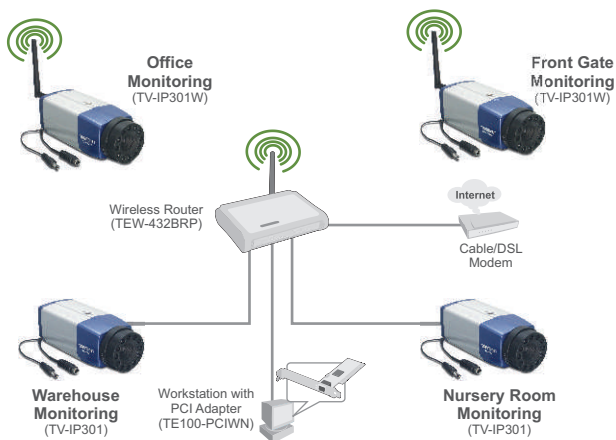 Office
Monitoring
(TV-IP301W)
Front Gate
Monitoring
(TV-IP301W)
Wireless Router
(TEW-432BRP)
Internet
Cable/DSL
Modem
Warehouse
Monitoring
(TV-IP301)
Workstation with
PCI Adapter
(TE100-PCIWN)
Nursery Room
Monitoring
(TV-IP301)